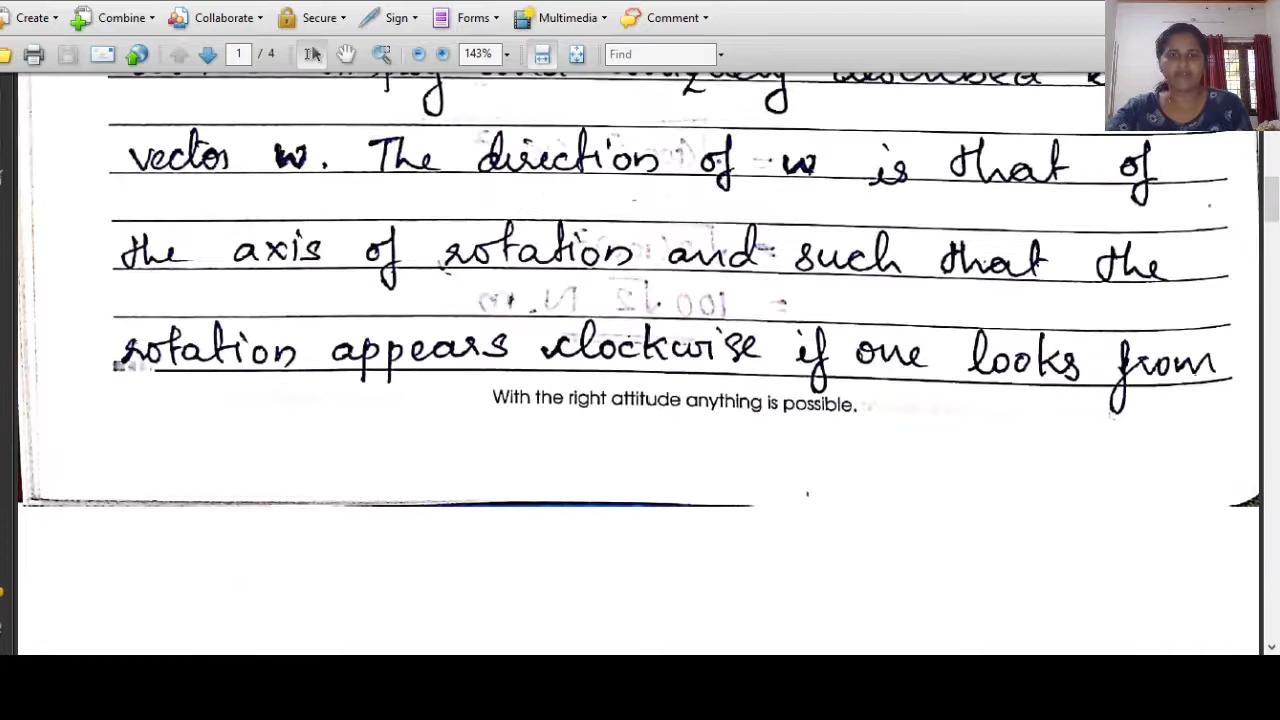 Create Combine Collaborate Secure Sign Forms Multimedia Comment
1 / 4 143% Find
vector w. The direction of w is that of
the axis of rotation and such that the
rotation appears clockwise if one looks from
With the right attitude anything is possible.